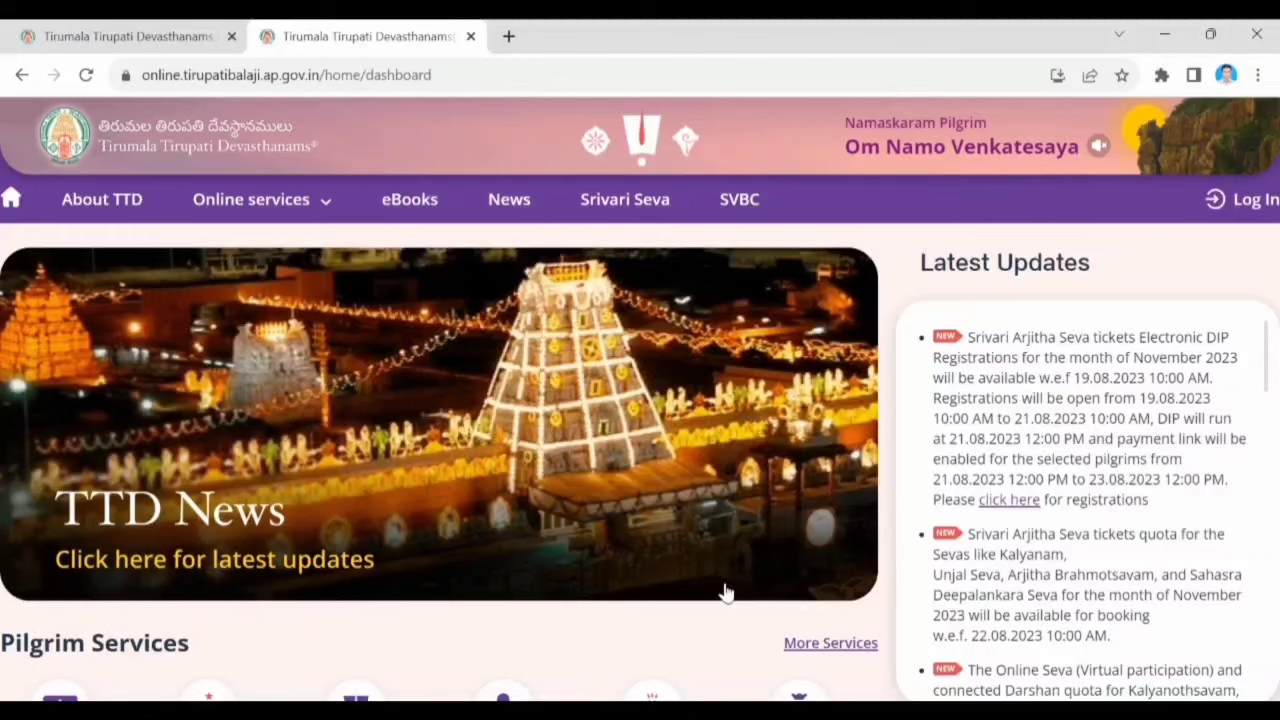 Tirumala Tirupati Devasthanams
Tirumala Tirupati Devasthanams(
online.tirupatibalaji.ap.gov.in/home/dashboard
తిరుమల తిరుపతి దేవస్థానములు
Tirumala Tirupati Devasthanams®
Namaskaram Pilgrim
Om Namo Venkatesaya
About TTD
Online services
eBooks
News
Srivari Seva
SVBC
Log In
TTD News
Click here for latest updates
Pilgrim Services
More Services
Latest Updates
NEW Srivari Arjitha Seva tickets Electronic DIP
Registrations for the month of November 2023
will be available w.e.f 19.08.2023 10:00 AM.
Registrations will be open from 19.08.2023
10:00 AM to 21.08.2023 10:00 AM, DIP will run
at 21.08.2023 12:00 PM and payment link will be
enabled for the selected pilgrims from
21.08.2023 12:00 PM to 23.08.2023 12:00 PM.
Please click here for registrations
NEW Srivari Arjitha Seva tickets quota for the
Sevas like Kalyanam,
Unjal Seva, Arjitha Brahmotsavam, and Sahasra
Deepalankara Seva for the month of November
2023 will be available for booking
w.e.f. 22.08.2023 10:00 AM.
NEW The Online Seva (Virtual participation) and
connected Darshan quota for Kalyanothsavam,